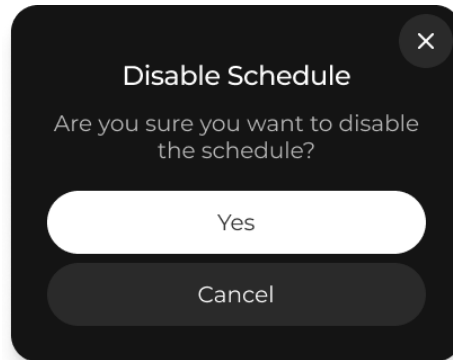 Disable Schedule
Are you sure you want to disable
the schedule?
Yes
Cancel